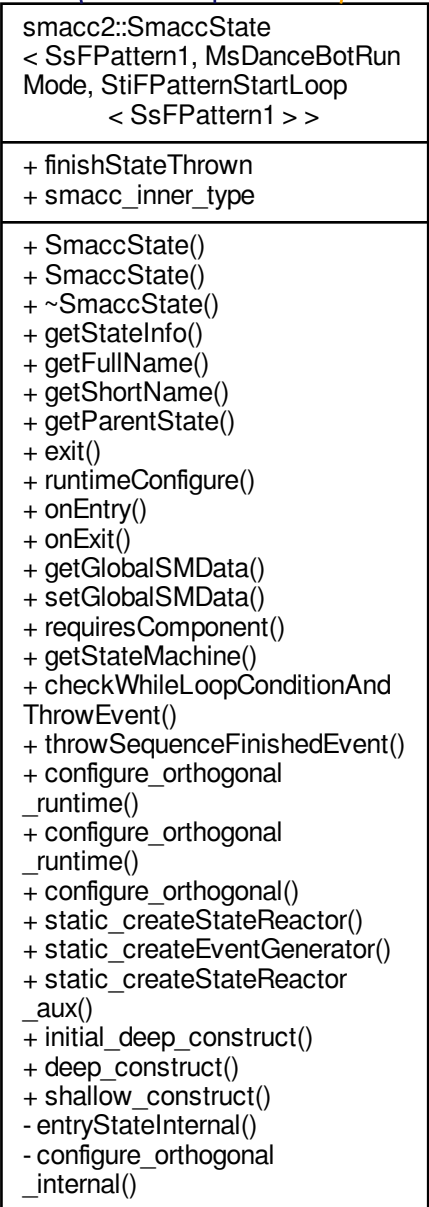 smacc2::SmaccState
< SsFPattern1, MsDanceBotRun
Mode, StiFPatternStartLoop
< SsFPattern1 > >
+ finishStateThrown
+ smacc_inner_type
+ SmaccState()
+ SmaccState()
+ ~SmaccState()
+ getStateInfo()
+ getFullName()
+ getShortName()
+ getParentState()
+ exit()
+ runtimeConfigure()
+ onEntry()
+ onExit()
+ getGlobalSMData()
+ setGlobalSMData()
+ requiresComponent()
+ getStateMachine()
+ checkWhileLoopConditionAnd
ThrowEvent()
+ throwSequenceFinishedEvent()
+ configure_orthogonal
_runtime()
+ configure_orthogonal
_runtime()
+ configure_orthogonal()
+ static_createStateReactor()
+ static_createEventGenerator()
+ static_createStateReactor
_aux()
+ initial_deep_construct()
+ deep_construct()
+ shallow_construct()
- entryStateInternal()
- configure_orthogonal
_internal()